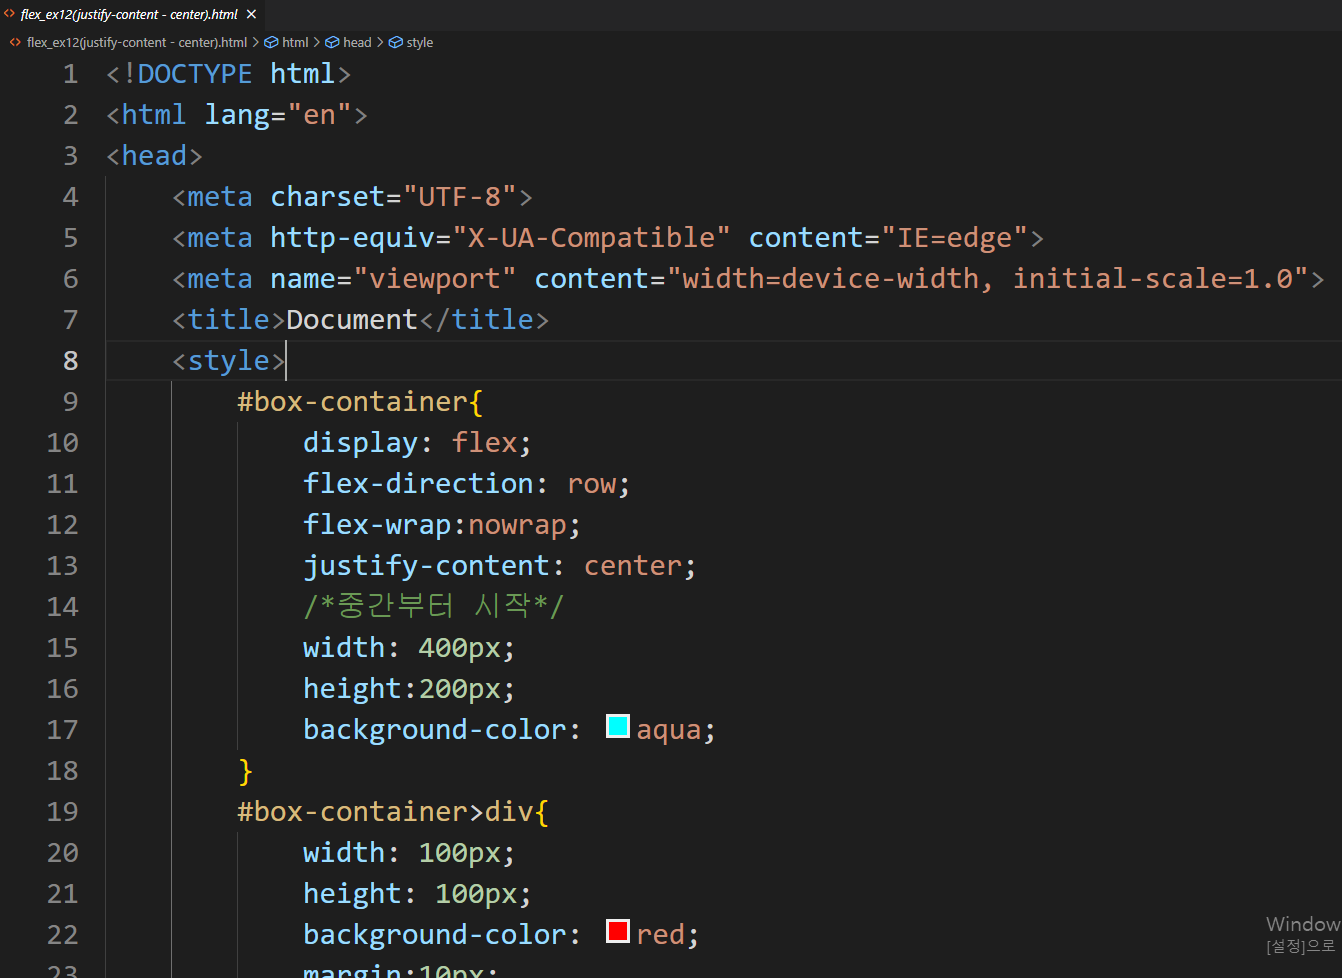 flex_ex12(justify-content - center).html
flex_ex12(justify-content - center).html > html > head > style
1 <!DOCTYPE html>
2 <html lang="en">
3 <head>
4     <meta charset="UTF-8">
5     <meta http-equiv="X-UA-Compatible" content="IE=edge">
6     <meta name="viewport" content="width=device-width, initial-scale=1.0">
7     <title>Document</title>
8     <style>
9         #box-container{
10             display: flex;
11             flex-direction: row;
12             flex-wrap:nowrap;
13             justify-content: center;
14             /*중간부터 시작*/
15             width: 400px;
16             height:200px;
17             background-color: aqua;
18         }
19         #box-container>div{
20             width: 100px;
21             height: 100px;
22             background-color: red;
23             margin:10px;
Window
[설정]으로